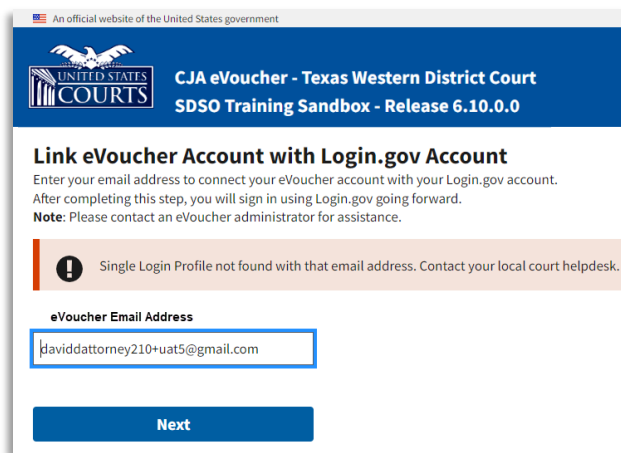 An official website of the United States government
UNITED STATES
COURTS
CJA eVoucher - Texas Western District Court
SDSO Training Sandbox - Release 6.10.0.0
Link eVoucher Account with Login.gov Account
Enter your email address to connect your eVoucher account with your Login.gov account.
After completing this step, you will sign in using Login.gov going forward.
Note: Please contact an eVoucher administrator for assistance.
Single Login Profile not found with that email address. Contact your local court helpdesk.
eVoucher Email Address
daviddattorney210+uat5@gmail.com
Next